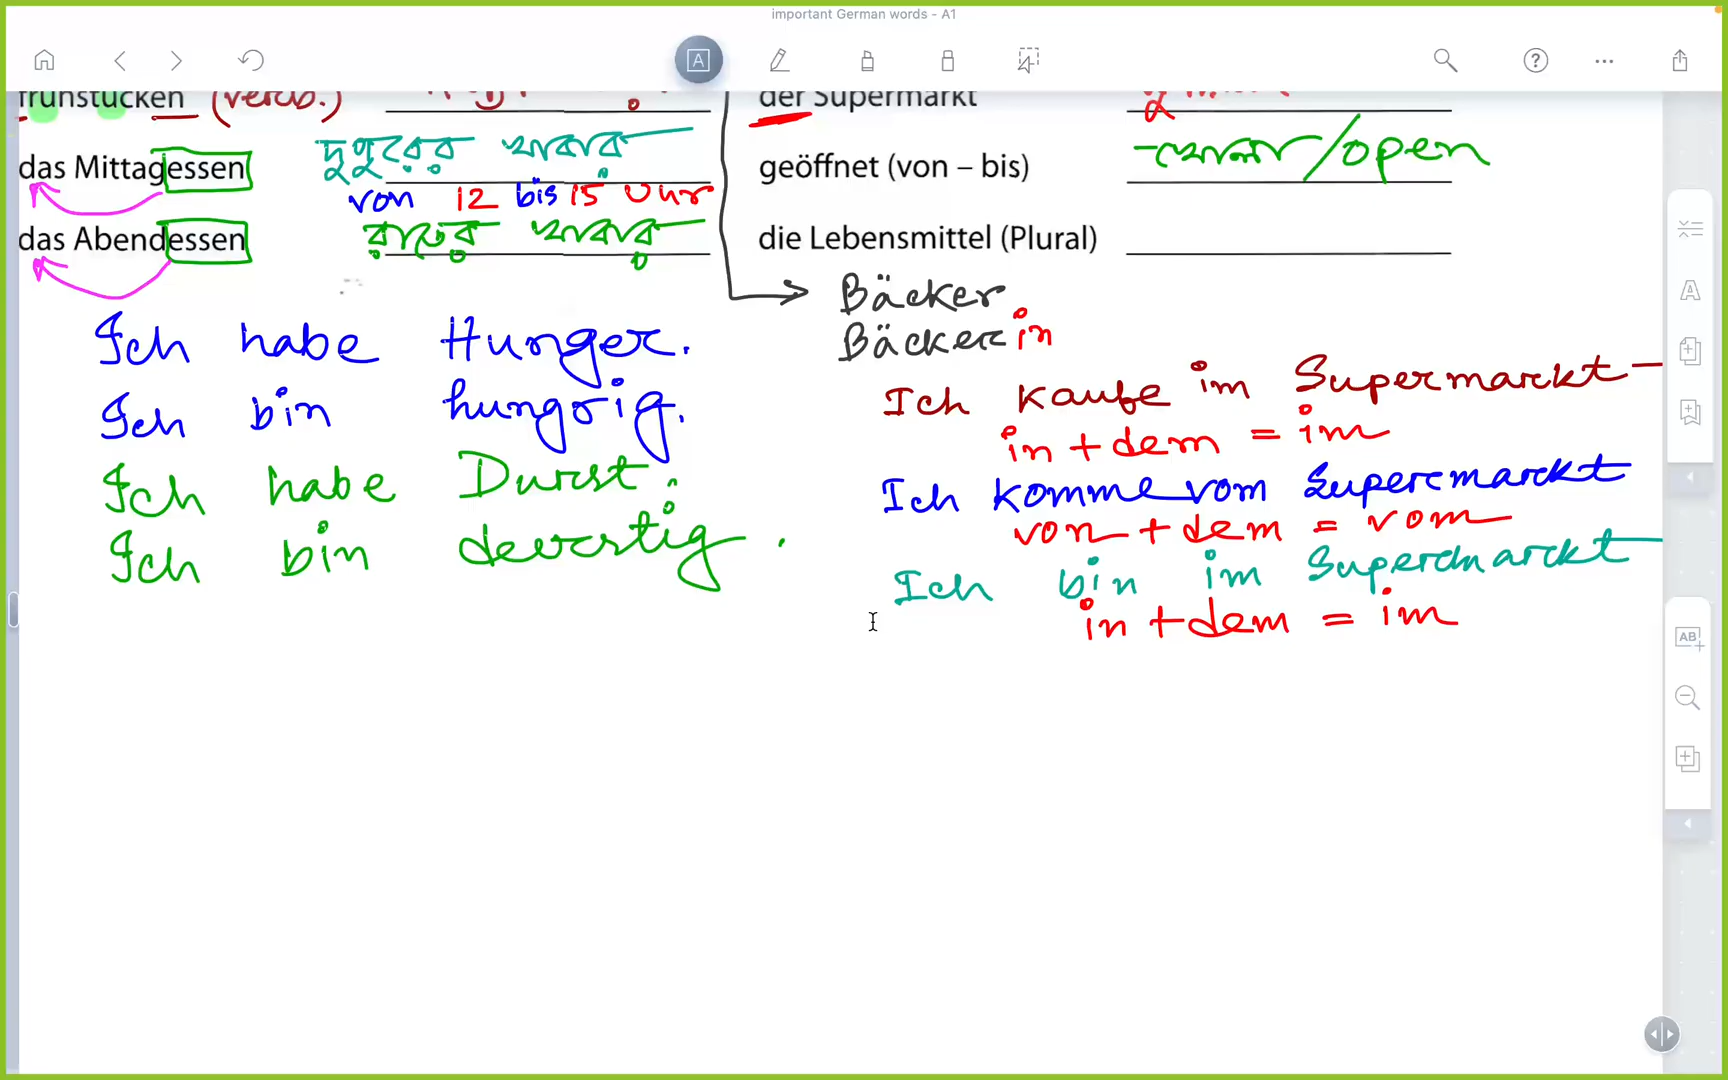 important German words - A1
frühstücken (verb.)
der Supermarkt
das Mittagessen দুপুরের খাবার
von 12 bis 15 Uhr
geöffnet (von – bis) খোলা/open
das Abendessen রাতের খাবার
die Lebensmittel (Plural)
Bäcker
Bäckerin
Ich habe Hunger.
Ich bin hungrig.
Ich habe Durst.
Ich bin
Ich kaufe im Supermarkt
in + dem = im
Ich komme vom Supermarkt
von + dem = vom
Ich bin im Supermarkt
in + dem = im